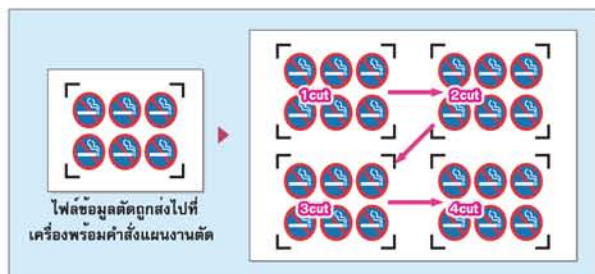 1cut
2cut
3cut
4cut
ไฟล์ข้อมูลตัดถูกส่งไปที่
เครื่องพร้อมคำสั่งแผนงานตัด